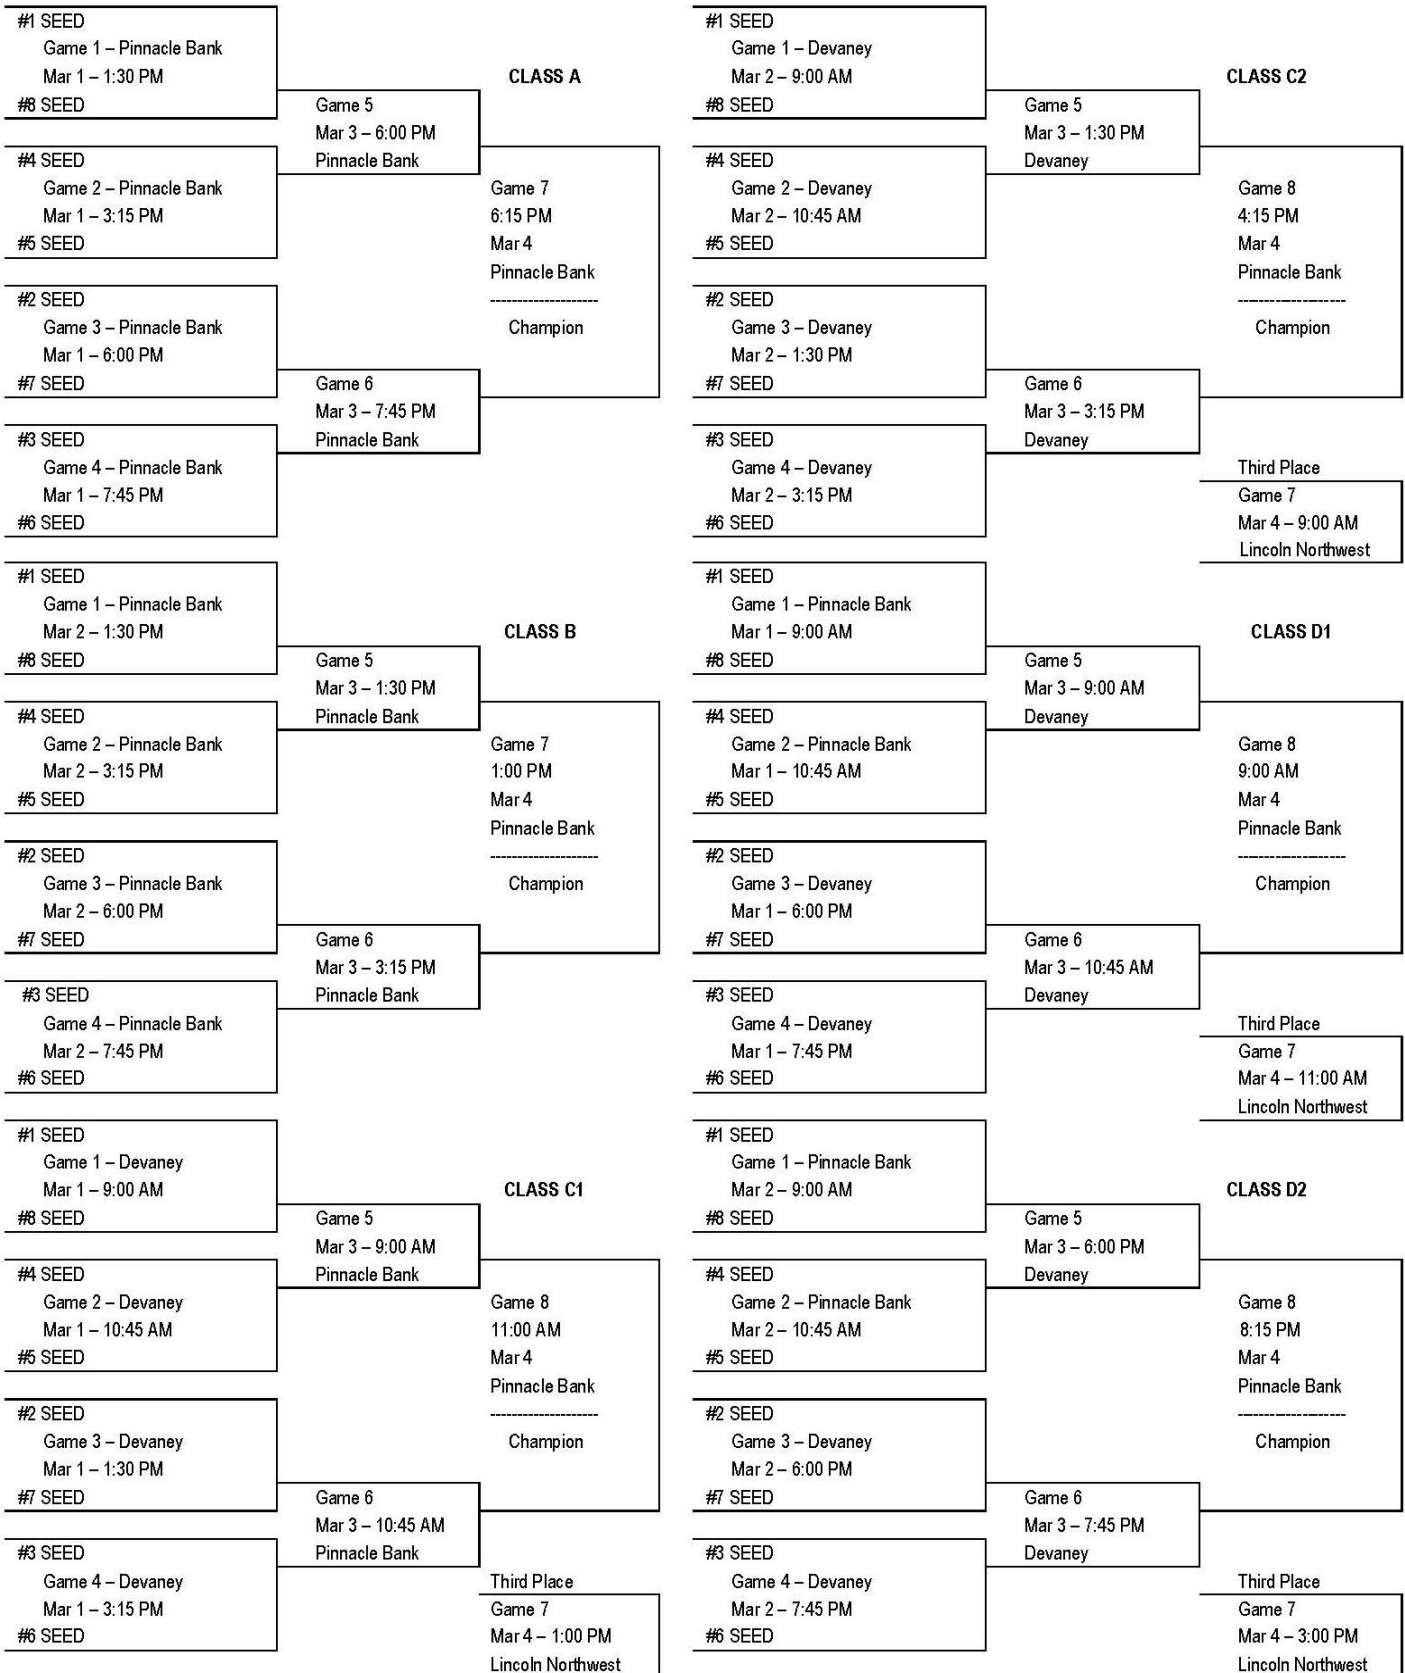 #1 SEED
Game 1 – Pinnacle Bank
Mar 1 – 1:30 PM
#8 SEED
#4 SEED
Game 2 – Pinnacle Bank
Mar 1 – 3:15 PM
#5 SEED
#2 SEED
Game 3 – Pinnacle Bank
Mar 1 – 6:00 PM
#7 SEED
#3 SEED
Game 4 – Pinnacle Bank
Mar 1 – 7:45 PM
#6 SEED
CLASS A
Game 5
Mar 3 – 6:00 PM
Pinnacle Bank
Game 6
Mar 3 – 7:45 PM
Pinnacle Bank
Game 7
6:15 PM
Mar 4
Pinnacle Bank
---------------------
Champion
#1 SEED
Game 1 – Pinnacle Bank
Mar 2 – 1:30 PM
#8 SEED
#4 SEED
Game 2 – Pinnacle Bank
Mar 2 – 3:15 PM
#5 SEED
#2 SEED
Game 3 – Pinnacle Bank
Mar 2 – 6:00 PM
#7 SEED
#3 SEED
Game 4 – Pinnacle Bank
Mar 2 – 7:45 PM
#6 SEED
CLASS B
Game 5
Mar 3 – 1:30 PM
Pinnacle Bank
Game 6
Mar 3 – 3:15 PM
Pinnacle Bank
Game 7
1:00 PM
Mar 4
Pinnacle Bank
---------------------
Champion
#1 SEED
Game 1 – Devaney
Mar 1 – 9:00 AM
#8 SEED
#4 SEED
Game 2 – Devaney
Mar 1 – 10:45 AM
#5 SEED
#2 SEED
Game 3 – Devaney
Mar 1 – 1:30 PM
#7 SEED
#3 SEED
Game 4 – Devaney
Mar 1 – 3:15 PM
#6 SEED
CLASS C1
Game 5
Mar 3 – 9:00 AM
Pinnacle Bank
Game 6
Mar 3 – 10:45 AM
Pinnacle Bank
Game 8
11:00 AM
Mar 4
Pinnacle Bank
---------------------
Champion
Third Place
Game 7
Mar 4 – 1:00 PM
Lincoln Northwest
#1 SEED
Game 1 – Devaney
Mar 2 – 9:00 AM
#8 SEED
#4 SEED
Game 2 – Devaney
Mar 2 – 10:45 AM
#5 SEED
#2 SEED
Game 3 – Devaney
Mar 2 – 1:30 PM
#7 SEED
#3 SEED
Game 4 – Devaney
Mar 2 – 3:15 PM
#6 SEED
CLASS C2
Game 5
Mar 3 – 1:30 PM
Devaney
Game 6
Mar 3 – 3:15 PM
Devaney
Game 8
4:15 PM
Mar 4
Pinnacle Bank
---------------------
Champion
Third Place
Game 7
Mar 4 – 9:00 AM
Lincoln Northwest
#1 SEED
Game 1 – Pinnacle Bank
Mar 1 – 9:00 AM
#8 SEED
#4 SEED
Game 2 – Pinnacle Bank
Mar 1 – 10:45 AM
#5 SEED
#2 SEED
Game 3 – Devaney
Mar 1 – 6:00 PM
#7 SEED
#3 SEED
Game 4 – Devaney
Mar 1 – 7:45 PM
#6 SEED
CLASS D1
Game 5
Mar 3 – 9:00 AM
Devaney
Game 6
Mar 3 – 10:45 AM
Devaney
Game 8
9:00 AM
Mar 4
Pinnacle Bank
---------------------
Champion
Third Place
Game 7
Mar 4 – 11:00 AM
Lincoln Northwest
#1 SEED
Game 1 – Pinnacle Bank
Mar 2 – 9:00 AM
#8 SEED
#4 SEED
Game 2 – Pinnacle Bank
Mar 2 – 10:45 AM
#5 SEED
#2 SEED
Game 3 – Devaney
Mar 2 – 6:00 PM
#7 SEED
#3 SEED
Game 4 – Devaney
Mar 2 – 7:45 PM
#6 SEED
CLASS D2
Game 5
Mar 3 – 6:00 PM
Devaney
Game 6
Mar 3 – 7:45 PM
Devaney
Game 8
8:15 PM
Mar 4
Pinnacle Bank
---------------------
Champion
Third Place
Game 7
Mar 4 – 3:00 PM
Lincoln Northwest